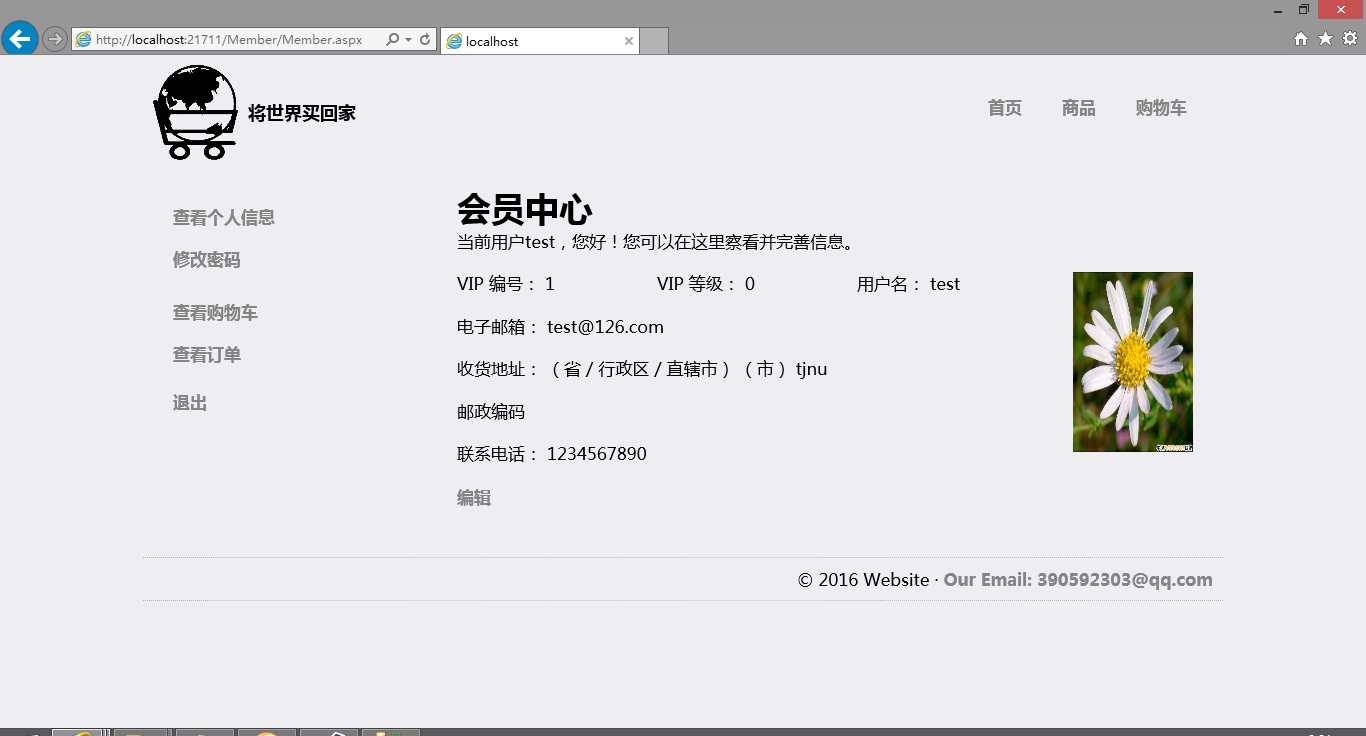 http://localhost:21711/Member/Member.aspx
localhost
将世界买回家
首页 商品 购物车
查看个人信息
修改密码
查看购物车
查看订单
退出
会员中心
当前用户test，您好！您可以在这里察看并完善信息。
VIP 编号： 1 VIP 等级： 0 用户名： test
电子邮箱： test@126.com
收货地址： （省 / 行政区 / 直辖市）（市） tjnu
邮政编码
联系电话： 1234567890
编辑
© 2016 Website · Our Email: 390592303@qq.com